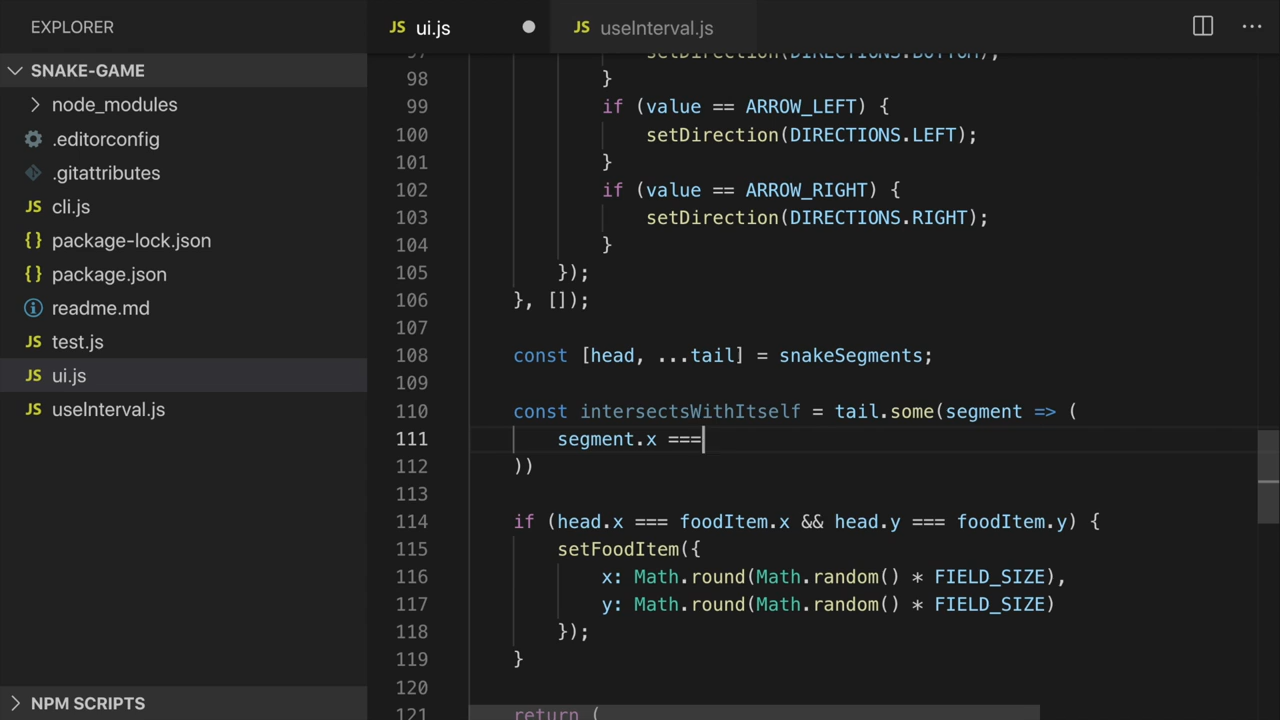 EXPLORER
SNAKE-GAME
node_modules
.editorconfig
.gitattributes
JS cli.js
{} package-lock.json
{} package.json
readme.md
JS test.js
JS ui.js
JS useInterval.js
NPM SCRIPTS
JS ui.js
JS useInterval.js
97 setDirection(DIRECTIONS.BOTTOM);
98 }
99 if (value == ARROW_LEFT) {
100 setDirection(DIRECTIONS.LEFT);
101 }
102 if (value == ARROW_RIGHT) {
103 setDirection(DIRECTIONS.RIGHT);
104 }
105 });
106 }, []);
107
108 const [head, ...tail] = snakeSegments;
109
110 const intersectsWithItself = tail.some(segment => (
111 segment.x ===
112 ))
113
114 if (head.x === foodItem.x && head.y === foodItem.y) {
115 setFoodItem({
116 x: Math.round(Math.random() * FIELD_SIZE),
117 y: Math.round(Math.random() * FIELD_SIZE)
118 });
119 }
120
121 return (